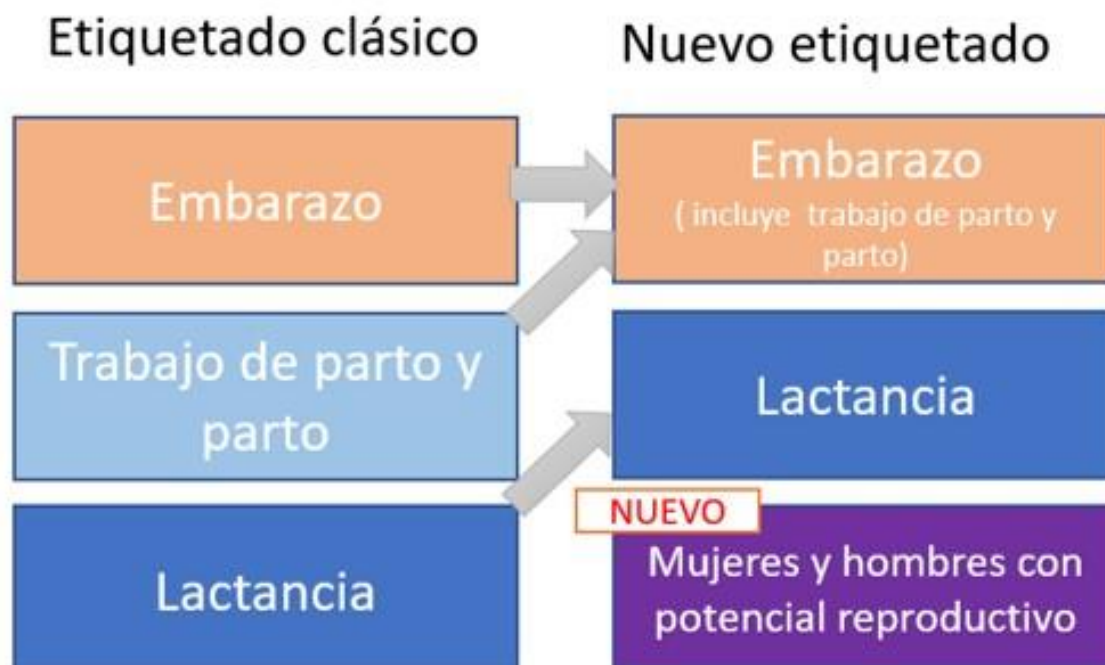 Etiquetado clásico
Nuevo etiquetado
Embarazo
Embarazo
( incluye trabajo de parto y
parto)
Trabajo de parto y
parto
Lactancia
Lactancia
NUEVO
Mujeres y hombres con
potencial reproductivo